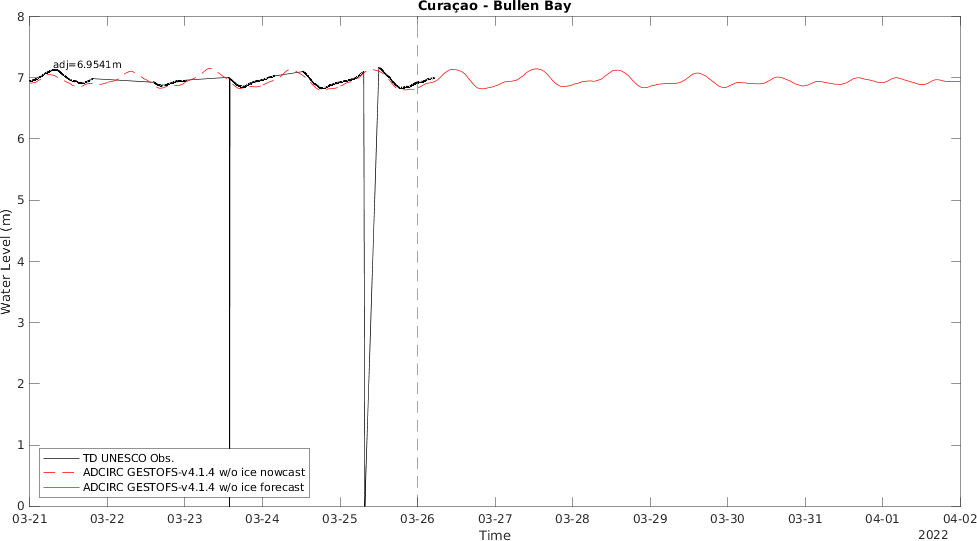 Curaçao - Bullen Bay
8
7
6
5
4
3
2
1
0
Water Level (m)
adj=6.9541m
TD UNESCO Obs.
ADCIRC GESTOFS-v4.1.4 w/o ice nowcast
ADCIRC GESTOFS-v4.1.4 w/o ice forecast
03-21 03-22 03-23 03-24 03-25 03-26 03-27 03-28 03-29 03-30 03-31 04-01 04-02
Time
2022